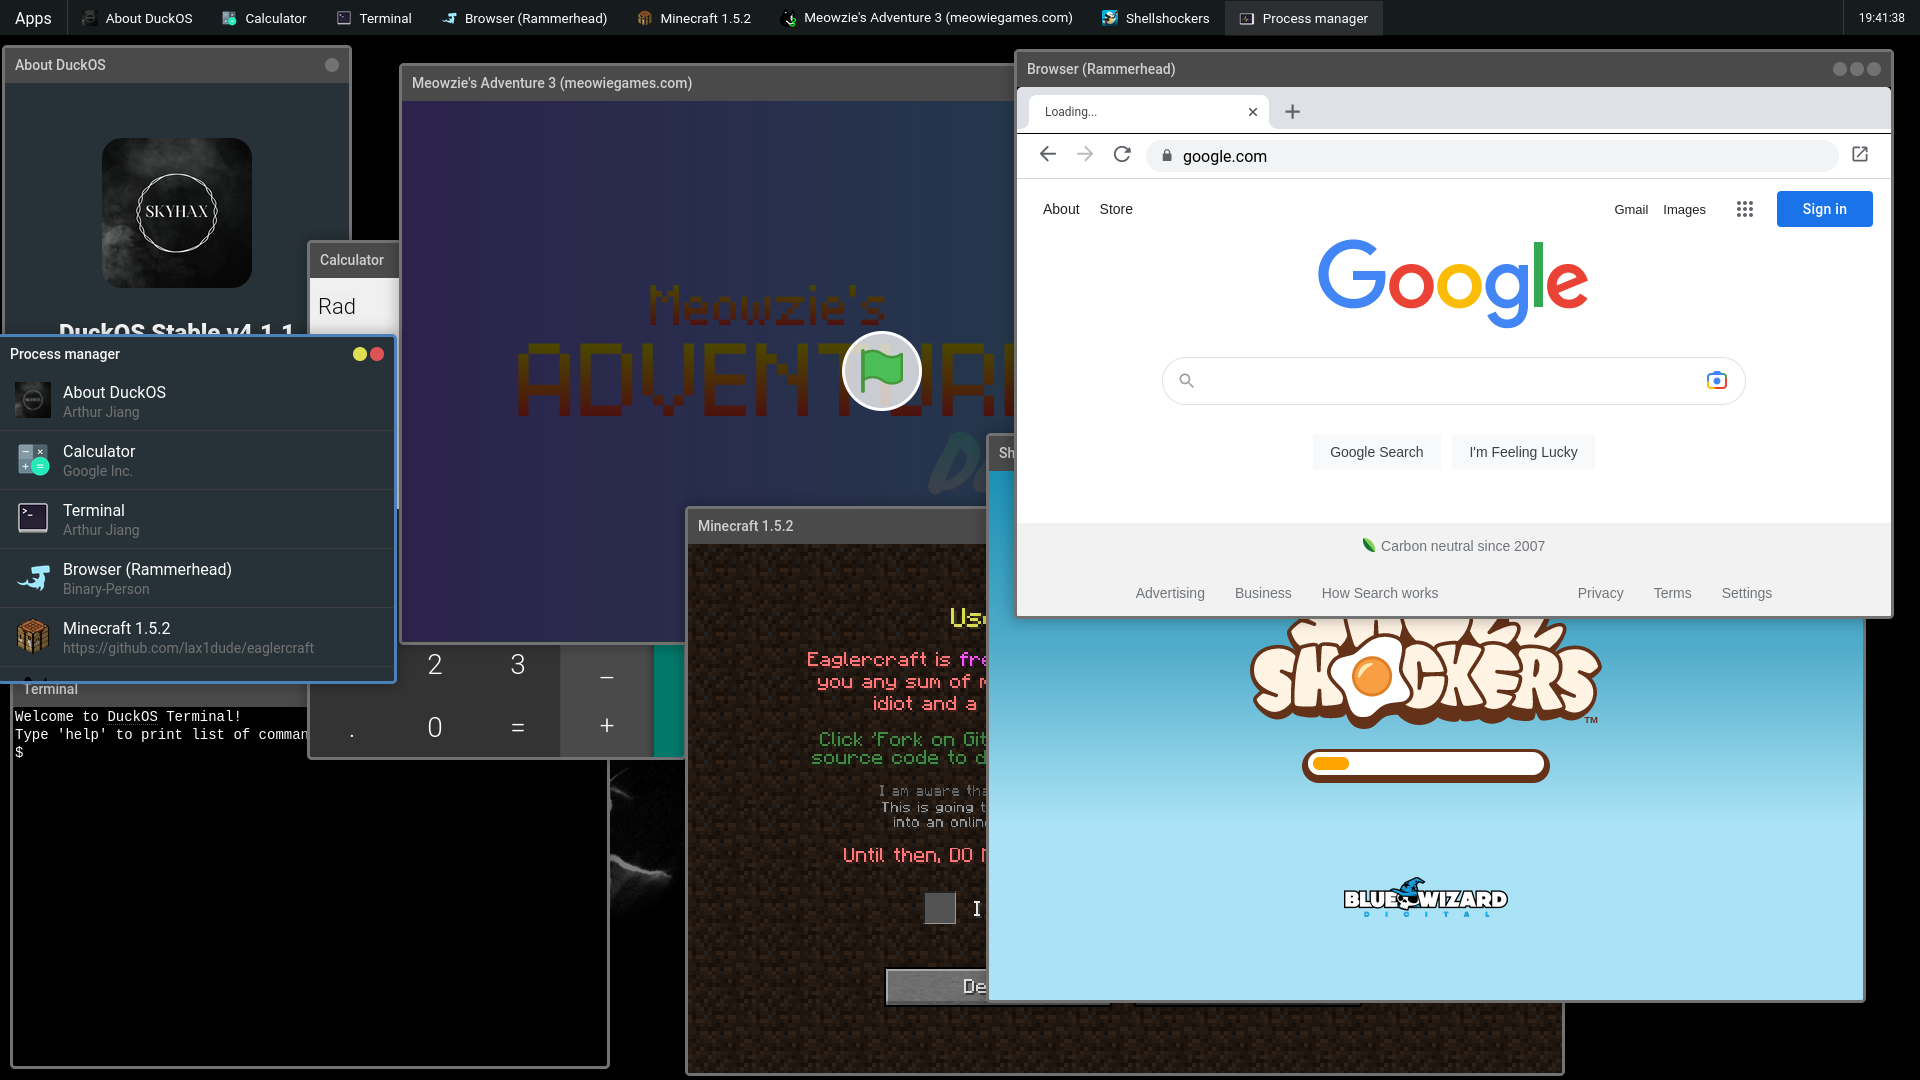 Apps
About DuckOS
Calculator
Terminal
Browser (Rammerhead)
Minecraft 1.5.2
Meowzie's Adventure 3 (meowiegames.com)
Shellshockers
Process manager
19:41:38
About DuckOS
SKYHAX
DuckOS Stable v4.1.1
Calculator
Rad
Process manager
About DuckOS
Arthur Jiang
Calculator
Google Inc.
Terminal
Arthur Jiang
Browser (Rammerhead)
Binary-Person
Minecraft 1.5.2
https://github.com/lax1dude/eaglercraft
Terminal
Welcome to DuckOS Terminal!
Type 'help' to print list of comman
$
2 3 −
. 0 = +
Meowzie's Adventure 3 (meowiegames.com)
Meowzie's
ADVENTUR
Minecraft 1.5.2
Eaglercraft is fre
you any sum of m
idiot and a
Click 'Fork on Git
source code to d
I am aware tha
This is going t
into an onlin
Until then, DO N
I
De
Sh
Browser (Rammerhead)
Loading...
google.com
About Store
Gmail Images
Sign in
Google
Google Search I'm Feeling Lucky
Carbon neutral since 2007
Advertising Business How Search works Privacy Terms Settings
SHOCKERS
TM
BLUE WIZARD
DIGITAL